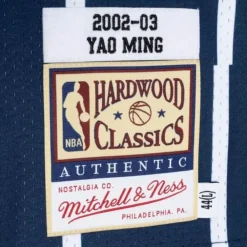 2002-03
YAO MING
NBA
HARDWOOD
CLASSICS
AUTHENTIC
NOSTALGIA CO.
Mitchell & Ness
PHILADELPHIA, PA.
44(L)